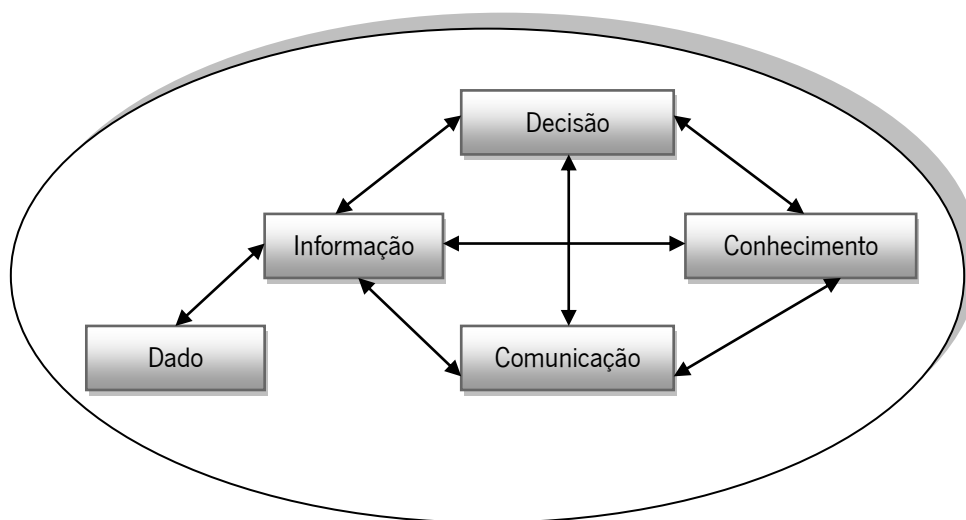 Decisão
Informação
Conhecimento
Dado
Comunicação